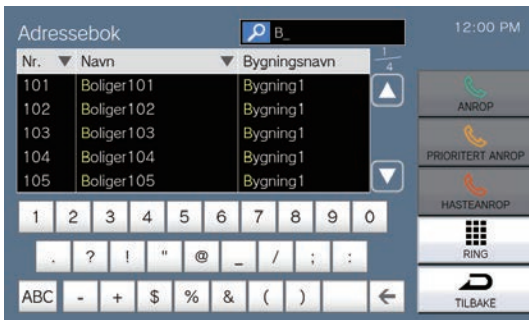 Adressebok B_ 12:00 PM
Nr. ▼ Navn ▼ Bygningsnavn 1/4
101 Boliger101 Bygning1
102 Boliger102 Bygning1
103 Boliger103 Bygning1
104 Boliger104 Bygning1
105 Boliger105 Bygning1
ANROP
PRIORITERT ANROP
HASTEANROP
RING
TILBAKE
1 2 3 4 5 6 7 8 9 0
. ? ! " @ _ / ; :
ABC - + $ % & ( ) ←